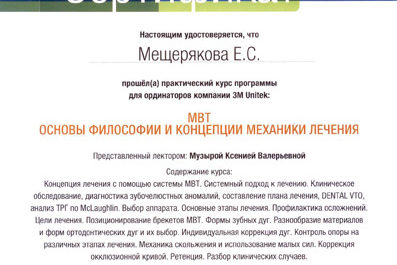 Настоящим удостоверяется, что
Мещерякова Е.С.
прошёл(а) практический курс программы
для ординаторов компании 3M Unitek:
МВТ
ОСНОВЫ ФИЛОСОФИИ И КОНЦЕПЦИИ МЕХАНИКИ ЛЕЧЕНИЯ
Представленный лектором: Музырой Ксенией Валерьевной
Содержание курса:
Концепция лечения с помощью системы МВТ. Системный подход к лечению. Клиническое
обследование, диагностика зубочелюстных аномалий, составление плана лечения, DENTAL VTO,
анализ ТРГ по McLaughlin. Выбор аппарата. Основные этапы лечения. Профилактика осложнений.
Цели лечения. Позиционирование брекетов МВТ. Формы зубных дуг. Разнообразие материалов
и форм ортодонтических дуг и их выбор. Индивидуальная коррекция дуг. Контроль опоры на
различных этапах лечения. Механика скольжения и использование малых сил. Коррекция
окклюзионной кривой. Ретенция. Разбор клинических случаев.